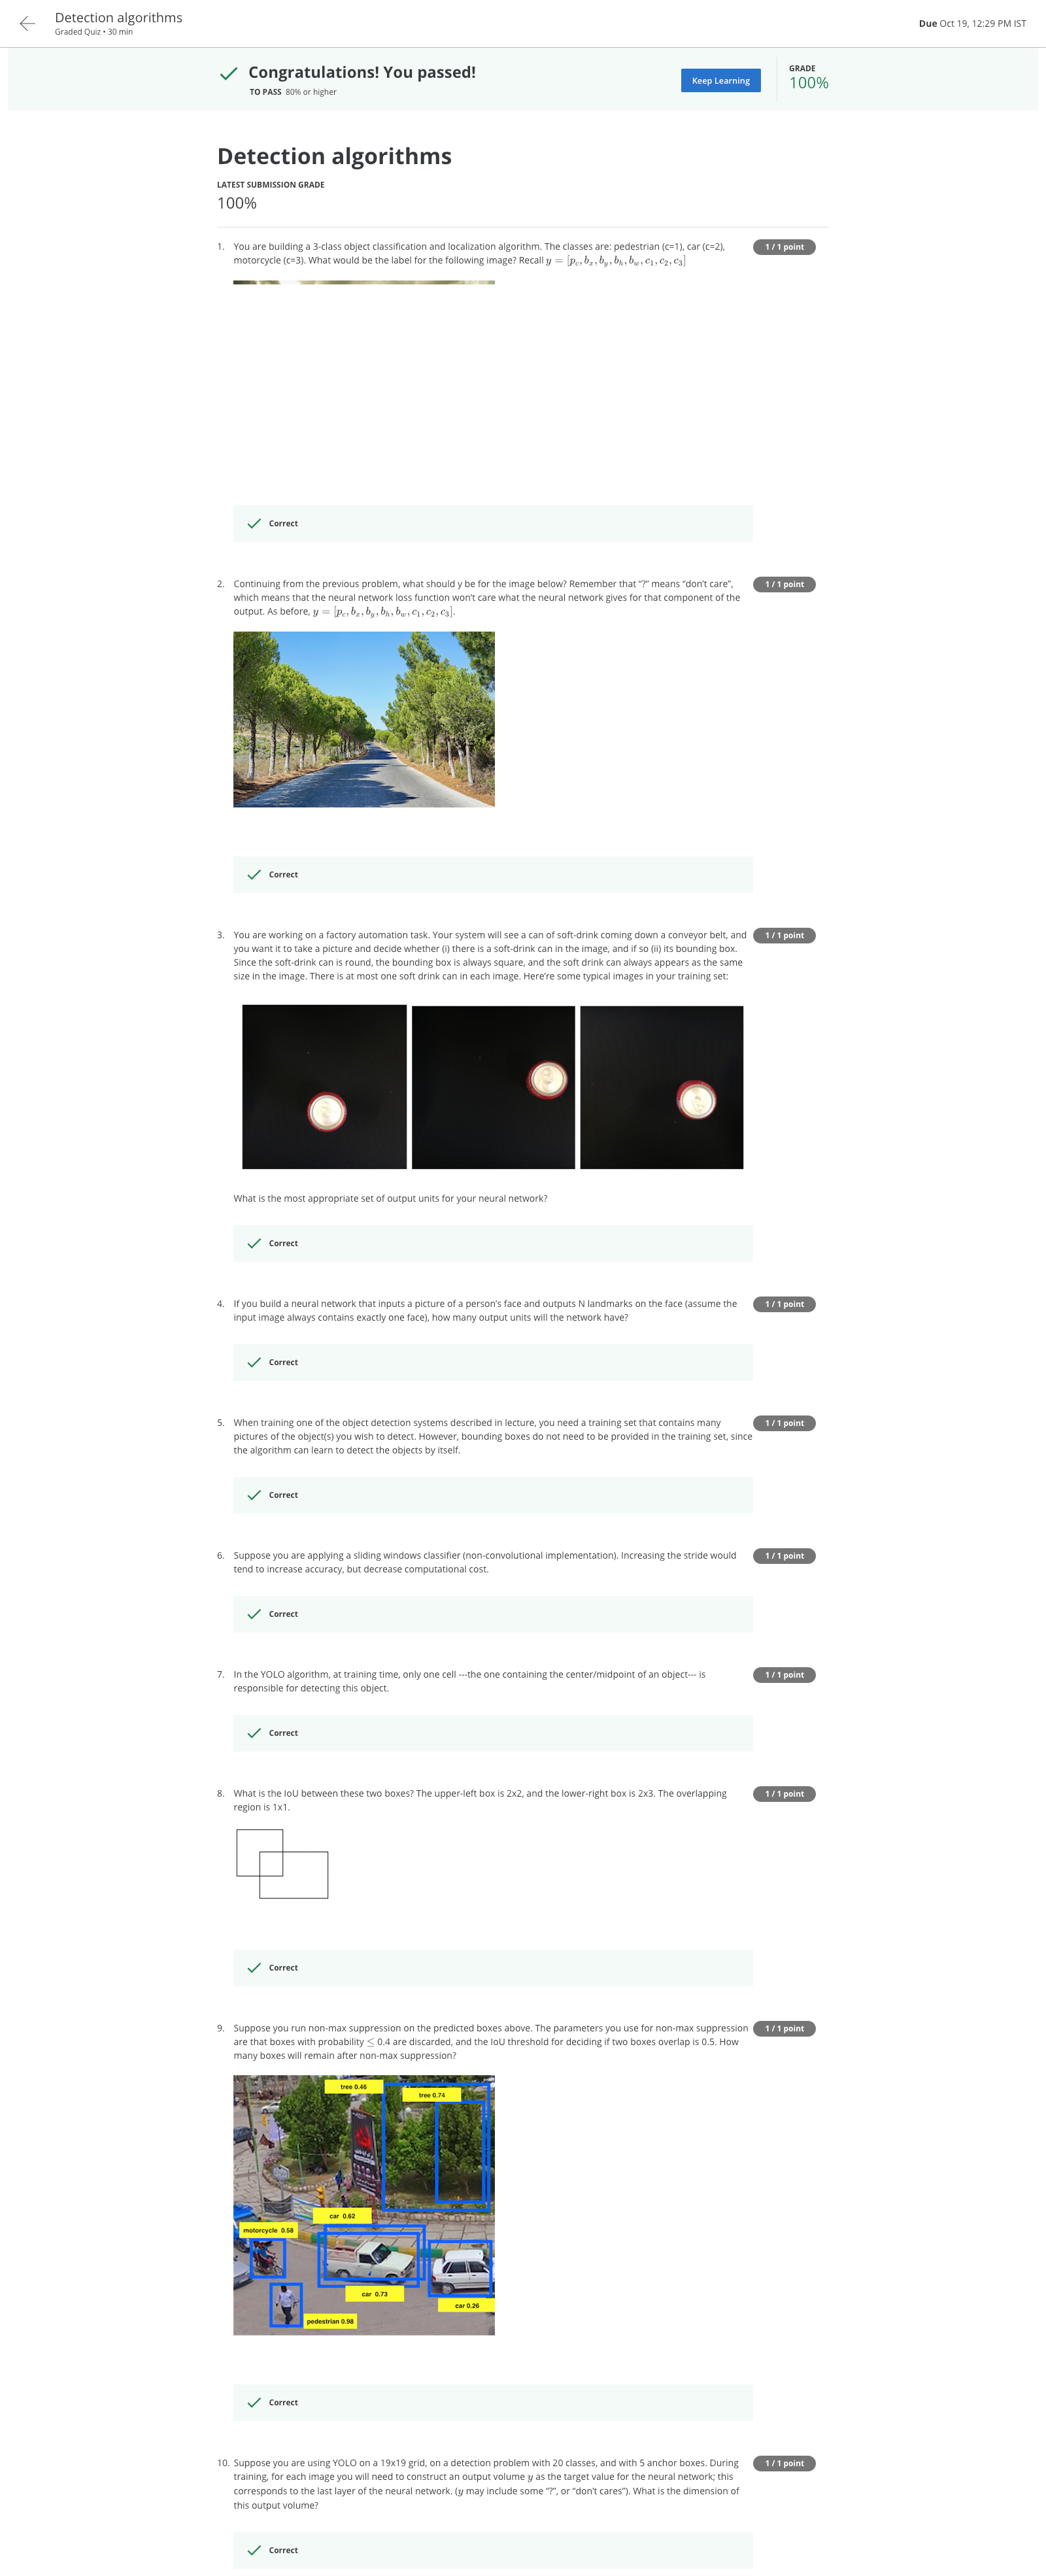 Detection algorithms
Graded Quiz • 30 min
Due Oct 19, 12:29 PM IST
Congratulations! You passed!
TO PASS 80% or higher
Keep Learning
GRADE
100%
Detection algorithms
LATEST SUBMISSION GRADE
100%
1. You are building a 3-class object classification and localization algorithm. The classes are: pedestrian (c=1), car (c=2),
motorcycle (c=3). What would be the label for the following image? Recall y = [p_c, b_x, b_y, b_h, b_w, c_1, c_2, c_3]
1 / 1 point
Correct
2. Continuing from the previous problem, what should y be for the image below? Remember that “?” means “don’t care”,
which means that the neural network loss function won’t care what the neural network gives for that component of the
output. As before, y = [p_c, b_x, b_y, b_h, b_w, c_1, c_2, c_3].
1 / 1 point
Correct
3. You are working on a factory automation task. Your system will see a can of soft-drink coming down a conveyor belt, and
you want it to take a picture and decide whether (i) there is a soft-drink can in the image, and if so (ii) its bounding box.
Since the soft-drink can is round, the bounding box is always square, and the soft drink can always appears as the same
size in the image. There is at most one soft drink can in each image. Here’re some typical images in your training set:
1 / 1 point
What is the most appropriate set of output units for your neural network?
Correct
4. If you build a neural network that inputs a picture of a person’s face and outputs N landmarks on the face (assume the
input image always contains exactly one face), how many output units will the network have?
1 / 1 point
Correct
5. When training one of the object detection systems described in lecture, you need a training set that contains many
pictures of the object(s) you wish to detect. However, bounding boxes do not need to be provided in the training set, since
the algorithm can learn to detect the objects by itself.
1 / 1 point
Correct
6. Suppose you are applying a sliding windows classifier (non-convolutional implementation). Increasing the stride would
tend to increase accuracy, but decrease computational cost.
1 / 1 point
Correct
7. In the YOLO algorithm, at training time, only one cell ---the one containing the center/midpoint of an object--- is
responsible for detecting this object.
1 / 1 point
Correct
8. What is the IoU between these two boxes? The upper-left box is 2x2, and the lower-right box is 2x3. The overlapping
region is 1x1.
1 / 1 point
Correct
9. Suppose you run non-max suppression on the predicted boxes above. The parameters you use for non-max suppression
are that boxes with probability ≤ 0.4 are discarded, and the IoU threshold for deciding if two boxes overlap is 0.5. How
many boxes will remain after non-max suppression?
1 / 1 point
tree 0.46
tree 0.74
car 0.62
motorcycle 0.58
car 0.73
car 0.26
pedestrian 0.98
Correct
10. Suppose you are using YOLO on a 19x19 grid, on a detection problem with 20 classes, and with 5 anchor boxes. During
training, for each image you will need to construct an output volume y as the target value for the neural network; this
corresponds to the last layer of the neural network. (y may include some “?”, or “don’t cares”). What is the dimension of
this output volume?
1 / 1 point
Correct